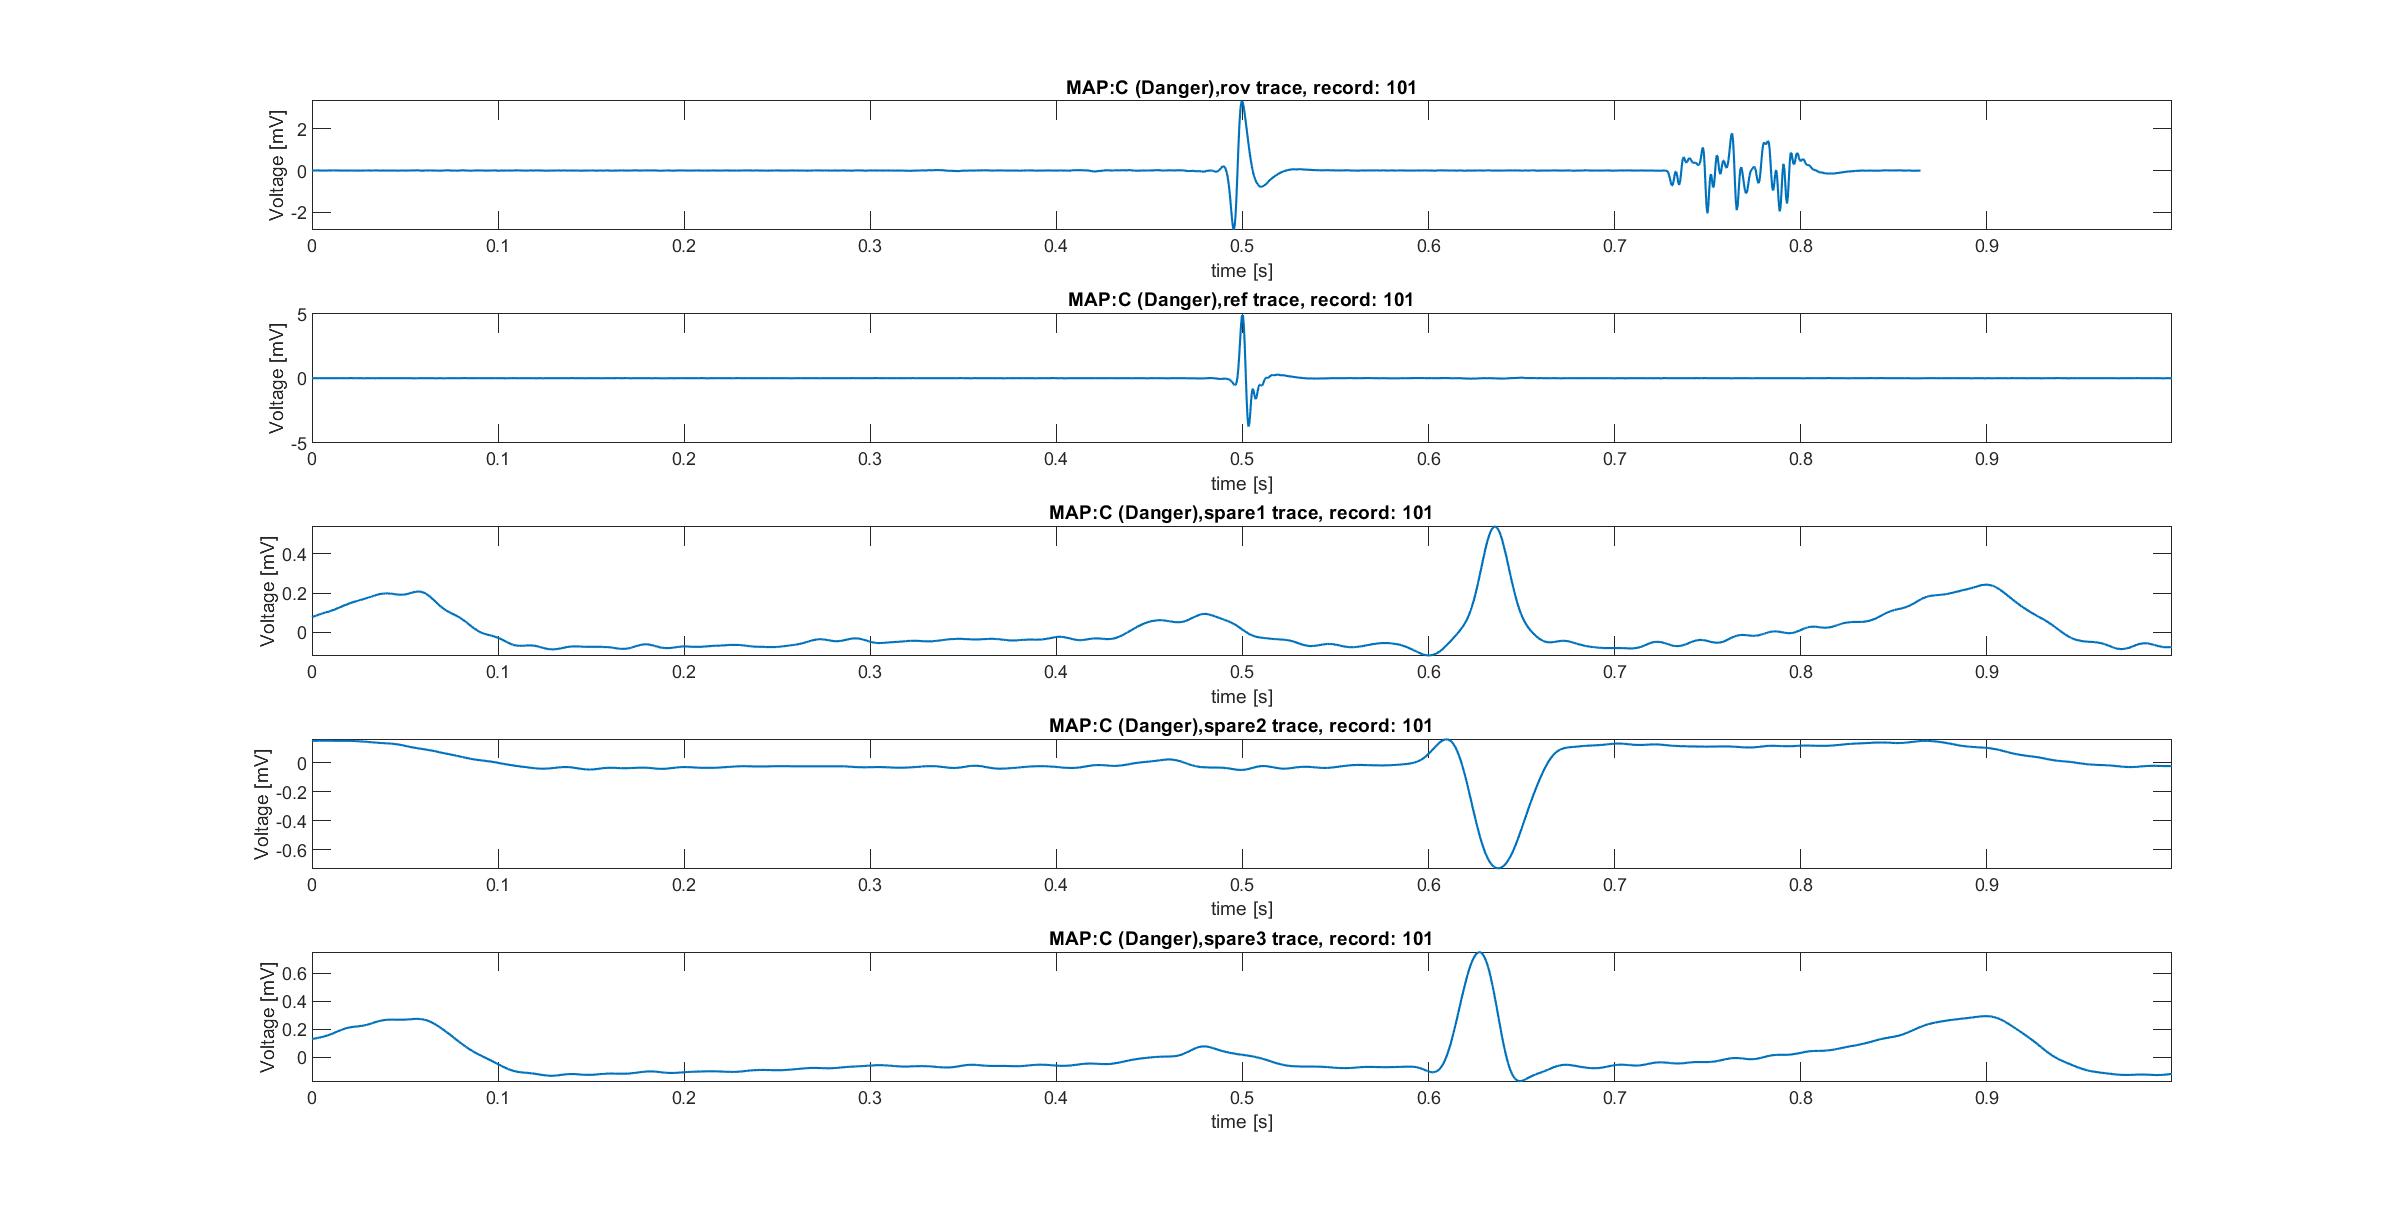 MAP:C (Danger),rov trace, record: 101
Voltage [mV]
2
0
-2
0 0.1 0.2 0.3 0.4 0.5 0.6 0.7 0.8 0.9
time [s]
MAP:C (Danger),ref trace, record: 101
Voltage [mV]
5
0
-5
0 0.1 0.2 0.3 0.4 0.5 0.6 0.7 0.8 0.9
time [s]
MAP:C (Danger),spare1 trace, record: 101
Voltage [mV]
0.4
0.2
0
0 0.1 0.2 0.3 0.4 0.5 0.6 0.7 0.8 0.9
time [s]
MAP:C (Danger),spare2 trace, record: 101
Voltage [mV]
0
-0.2
-0.4
-0.6
0 0.1 0.2 0.3 0.4 0.5 0.6 0.7 0.8 0.9
time [s]
MAP:C (Danger),spare3 trace, record: 101
Voltage [mV]
0.6
0.4
0.2
0
0 0.1 0.2 0.3 0.4 0.5 0.6 0.7 0.8 0.9
time [s]